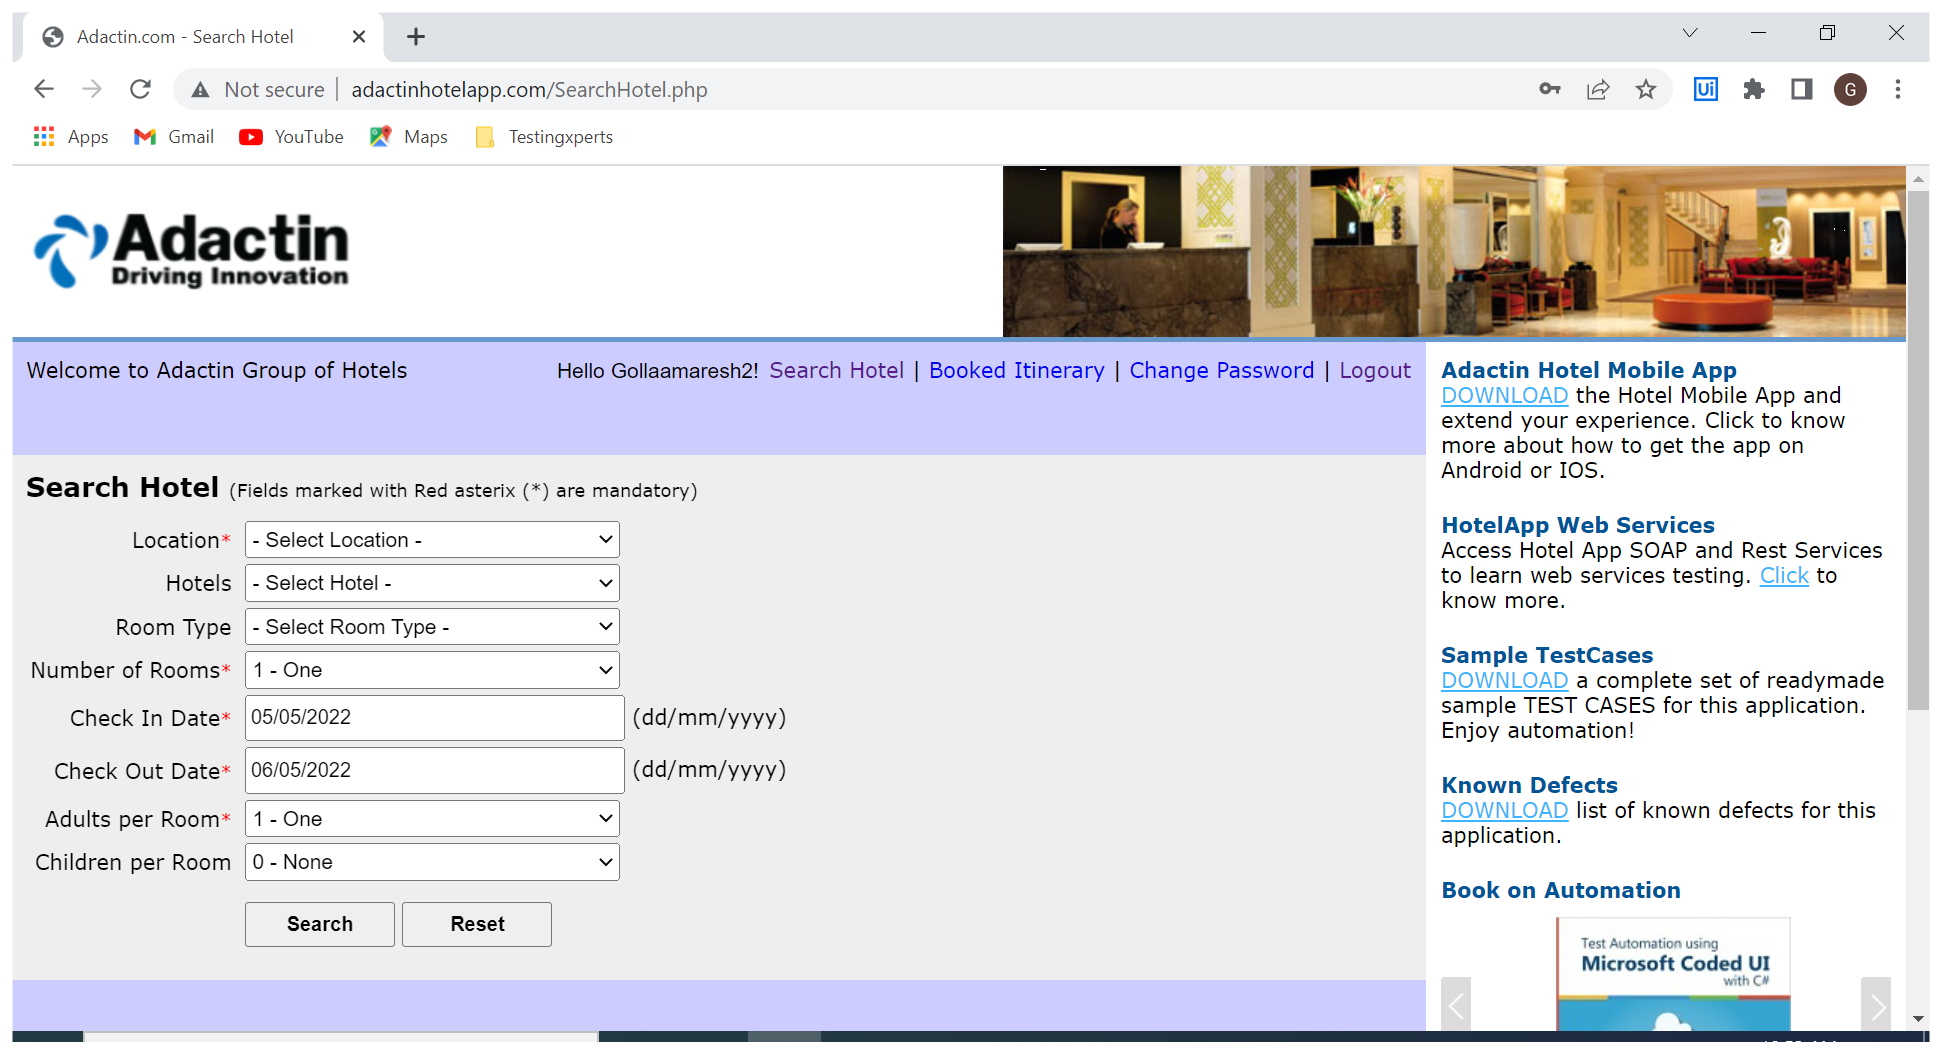 Adactin.com - Search Hotel
Not secure | adactinhotelapp.com/SearchHotel.php
Ui
G
Apps Gmail YouTube Maps Testingxperts
Adactin
Driving Innovation
Welcome to Adactin Group of Hotels
Hello Gollaamaresh2! Search Hotel | Booked Itinerary | Change Password | Logout
Search Hotel (Fields marked with Red asterix (*) are mandatory)
Location* - Select Location -
Hotels - Select Hotel -
Room Type - Select Room Type -
Number of Rooms* 1 - One
Check In Date* 05/05/2022 (dd/mm/yyyy)
Check Out Date* 06/05/2022 (dd/mm/yyyy)
Adults per Room* 1 - One
Children per Room 0 - None
Search Reset
Adactin Hotel Mobile App
DOWNLOAD the Hotel Mobile App and
extend your experience. Click to know
more about how to get the app on
Android or IOS.
HotelApp Web Services
Access Hotel App SOAP and Rest Services
to learn web services testing. Click to
know more.
Sample TestCases
DOWNLOAD a complete set of readymade
sample TEST CASES for this application.
Enjoy automation!
Known Defects
DOWNLOAD list of known defects for this
application.
Book on Automation
Test Automation using
Microsoft Coded UI
with C#